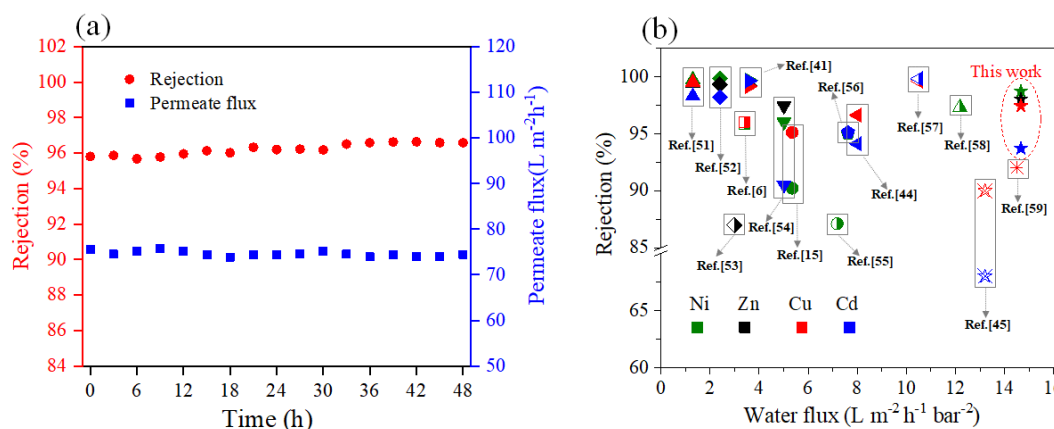 (a)
102
100
98
96
94
92
90
88
86
84
Rejection (%)
Rejection
Permeate flux
120
110
100
90
80
70
60
50
Permeate flux(L m-2h-1)
0 6 12 18 24 30 36 42 48
Time (h)
(b)
100
95
90
85
65
60
Rejection (%)
Ref.[41]
Ref.[56]
This work
Ref.[51]
Ref.[52]
Ref.[6]
Ref.[44]
Ref.[57]
Ref.[58]
Ref.[59]
Ref.[54]
Ref.[53]
Ref.[15]
Ref.[55]
Ref.[45]
Ni Zn Cu Cd
0 2 4 6 8 10 12 14 16
Water flux (L m-2 h-1 bar-2)